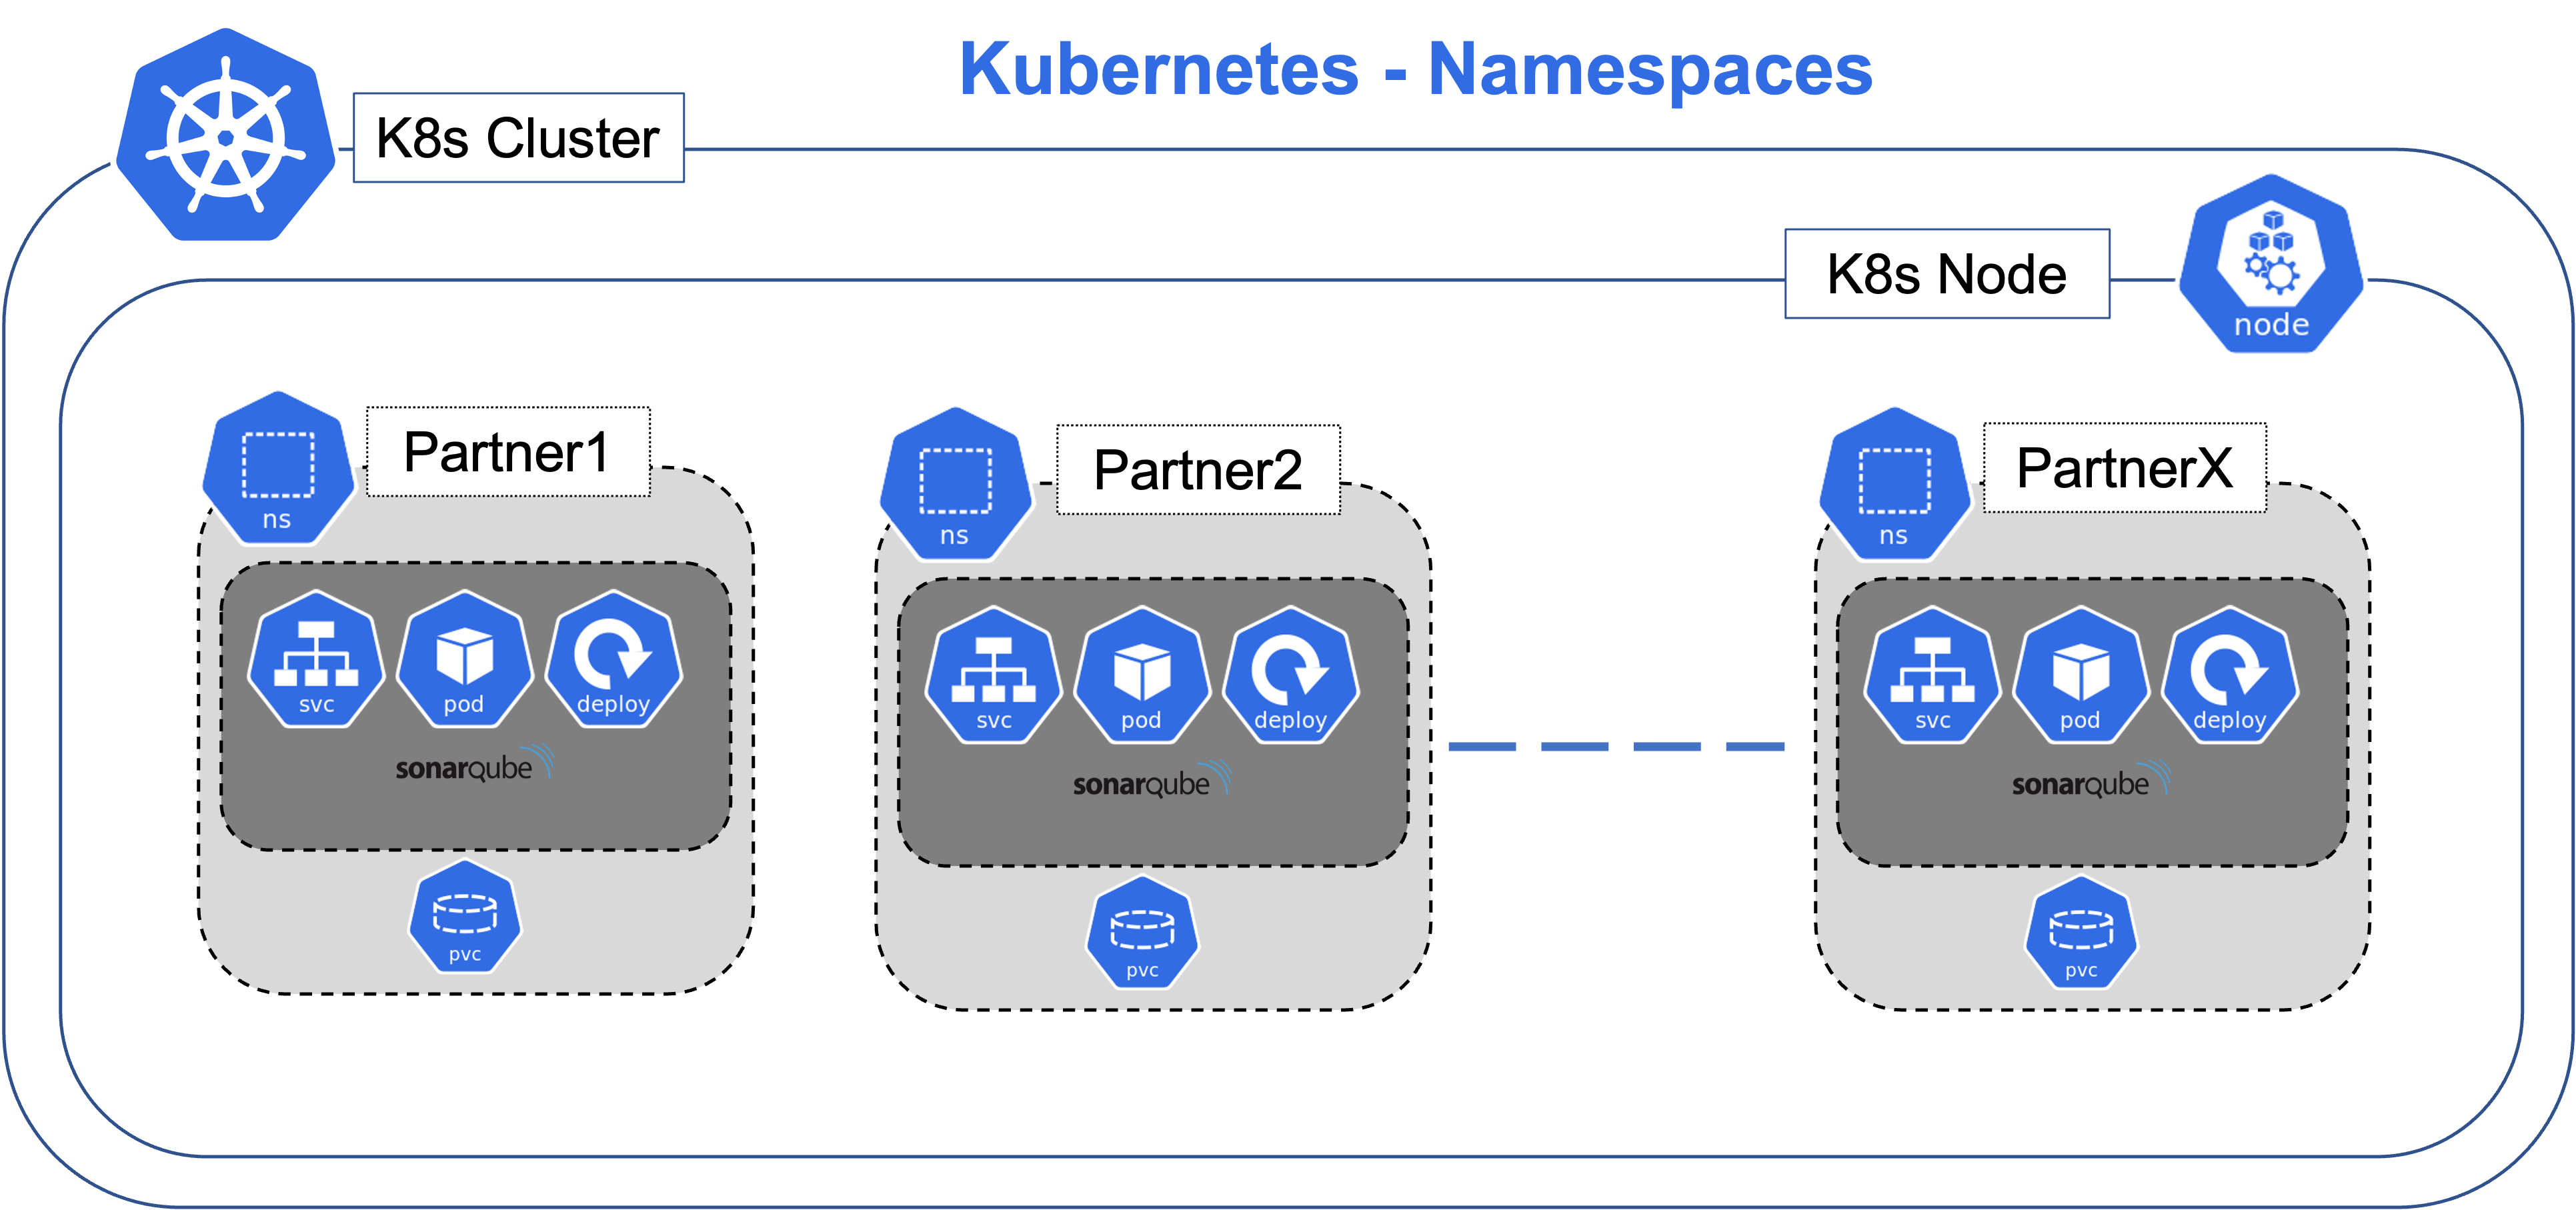 Kubernetes - Namespaces
K8s Cluster
K8s Node
node
Partner1
ns
svc
pod
deploy
sonarqube
pvc
Partner2
ns
svc
pod
deploy
sonarqube
pvc
PartnerX
ns
svc
pod
deploy
sonarqube
pvc